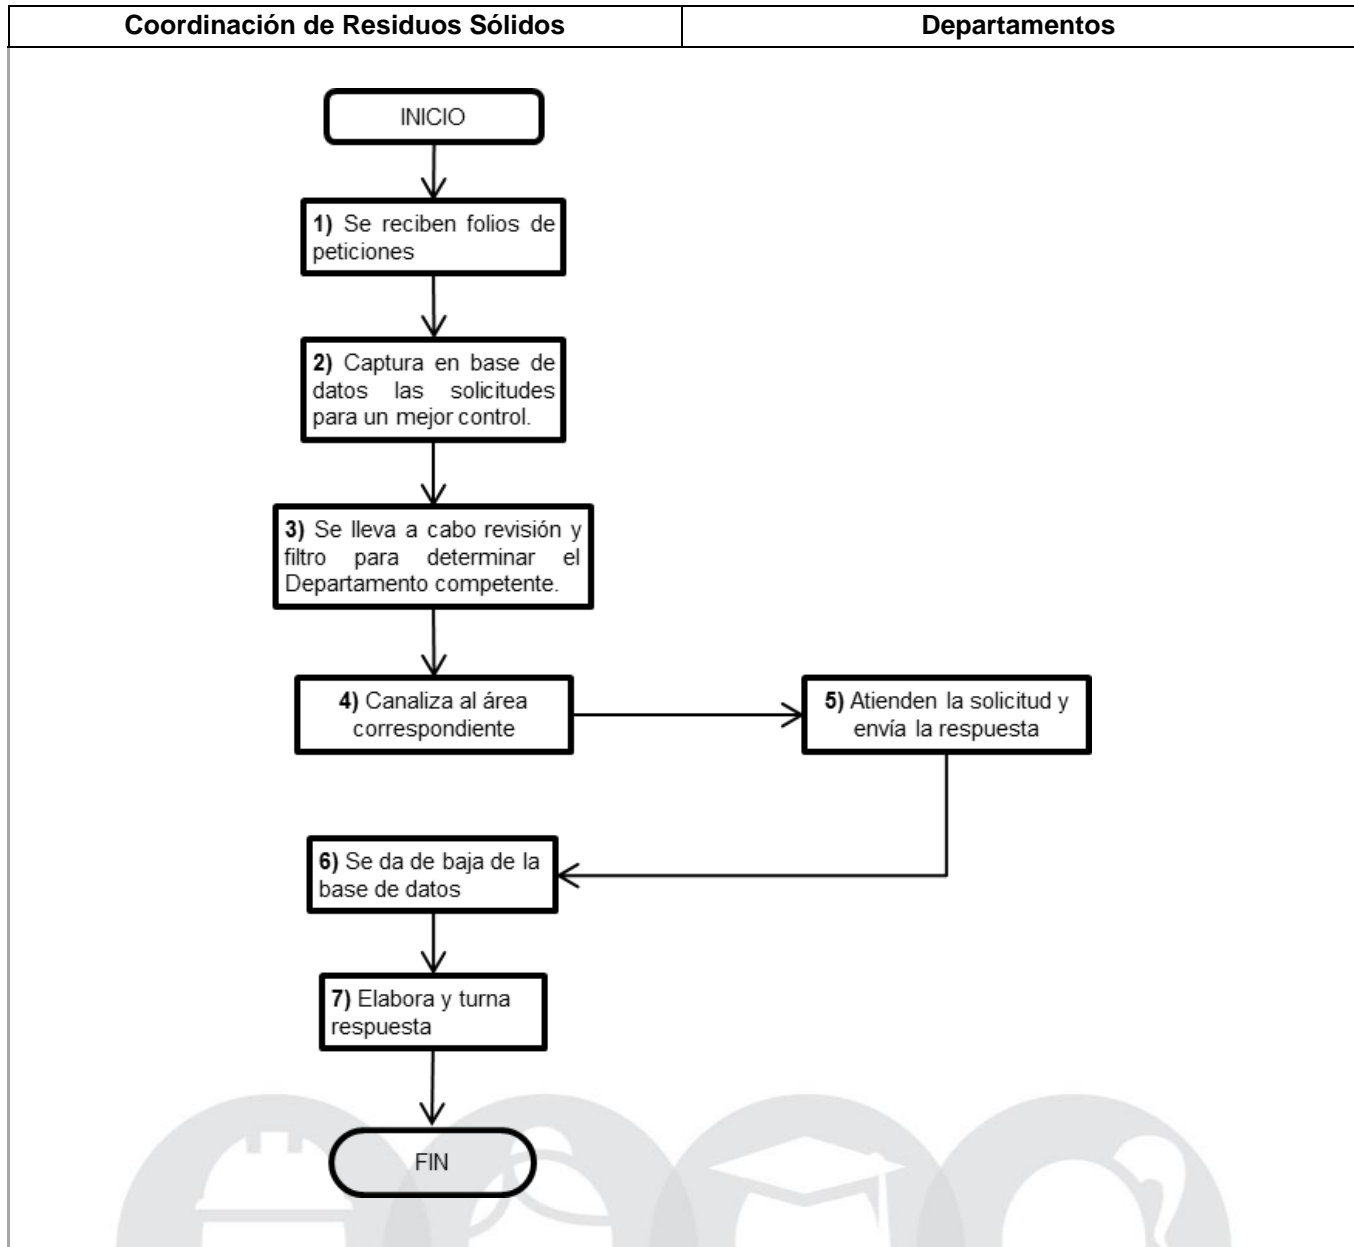 Coordinación de Residuos Sólidos
Departamentos
INICIO
1) Se reciben folios de
peticiones
2) Captura en base de
datos las solicitudes
para un mejor control.
3) Se lleva a cabo revisión y
filtro para determinar el
Departamento competente.
4) Canaliza al área
correspondiente
5) Atienden la solicitud y
envía la respuesta
6) Se da de baja de la
base de datos
7) Elabora y turna
respuesta
FIN